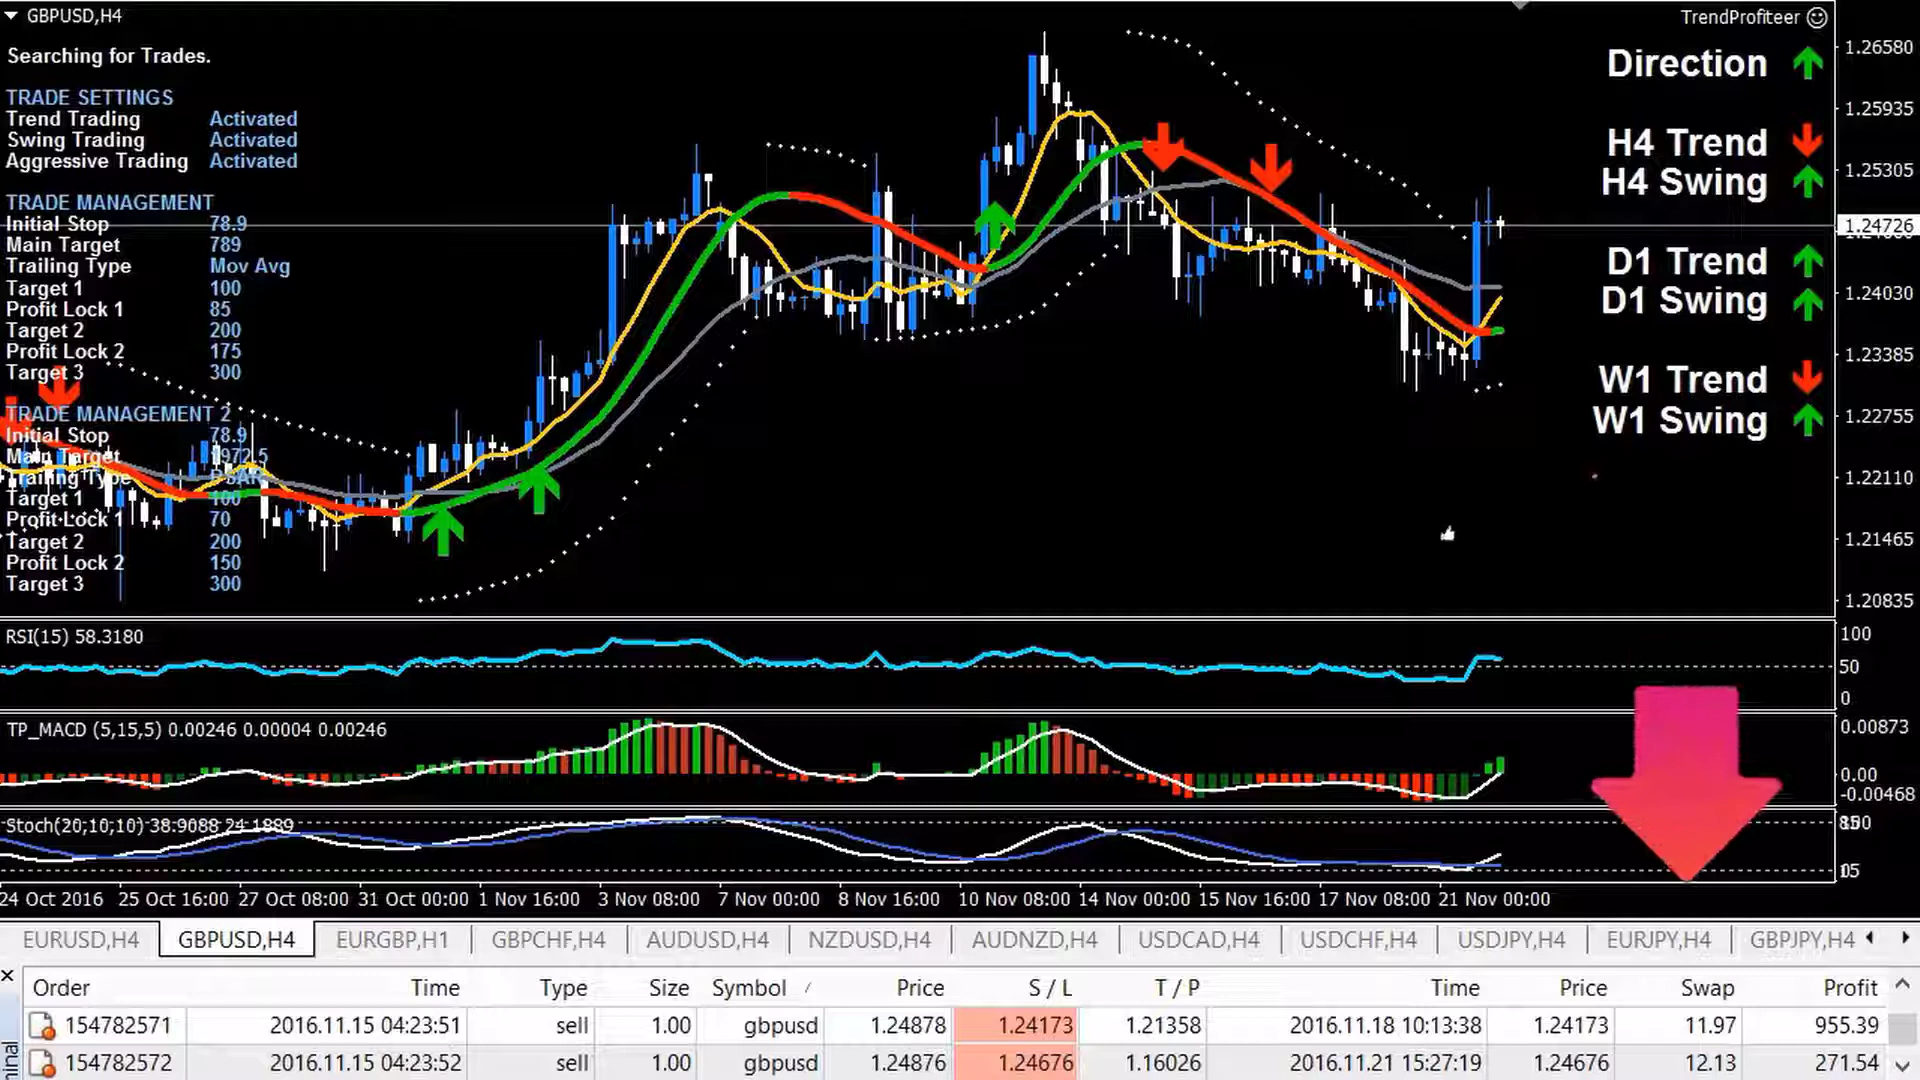 GBPUSD,H4
TrendProfiteer
Searching for Trades.
TRADE SETTINGS
Trend Trading Activated
Swing Trading Activated
Aggressive Trading Activated
TRADE MANAGEMENT
Initial Stop 78.9
Main Target 789
Trailing Type Mov Avg
Target 1 100
Profit Lock 1 85
Target 2 200
Profit Lock 2 175
Target 3 300
TRADE MANAGEMENT 2
Initial Stop 78.9
Main Target 1972.5
Trailing Type PSAR
Target 1 100
Profit Lock 1 70
Target 2 200
Profit Lock 2 150
Target 3 300
Direction
H4 Trend
H4 Swing
D1 Trend
D1 Swing
W1 Trend
W1 Swing
1.26580
1.25935
1.25305
1.24726
1.24030
1.23385
1.22755
1.22110
1.21465
1.20835
RSI(15) 58.3180
100
50
0
TP_MACD (5,15,5) 0.00246 0.00004 0.00246
0.00873
0.00
-0.00468
Stoch(20,10,10) 38.9088 24.1889
24 Oct 2016 25 Oct 16:00 27 Oct 08:00 31 Oct 00:00 1 Nov 16:00 3 Nov 08:00 7 Nov 00:00 8 Nov 16:00 10 Nov 08:00 14 Nov 00:00 15 Nov 16:00 17 Nov 08:00 21 Nov 00:00
EURUSD,H4 GBPUSD,H4 EURGBP,H1 GBPCHF,H4 AUDUSD,H4 NZDUSD,H4 AUDNZD,H4 USDCAD,H4 USDCHF,H4 USDJPY,H4 EURJPY,H4 GBPJPY,H4
Order Time Type Size Symbol / Price S / L T / P Time Price Swap Profit
154782571 2016.11.15 04:23:51 sell 1.00 gbpusd 1.24878 1.24173 1.21358 2016.11.18 10:13:38 1.24173 11.97 955.39
154782572 2016.11.15 04:23:52 sell 1.00 gbpusd 1.24876 1.24676 1.16026 2016.11.21 15:27:19 1.24676 12.13 271.54